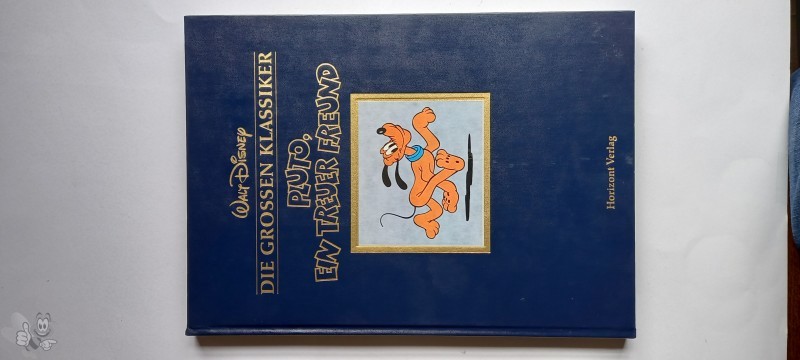 WALT DISNEY
DIE GROSSEN KLASSIKER
PLUTO,
EIN TREUER FREUND
Horizont Verlag